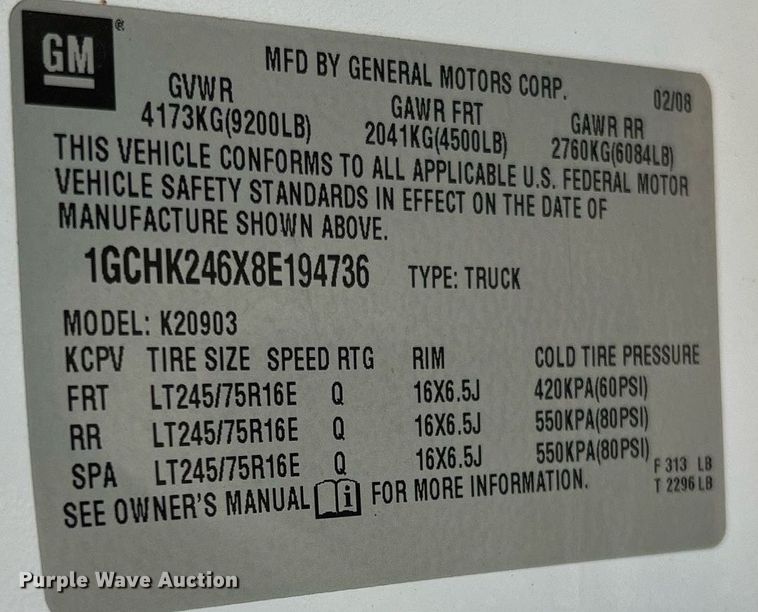 GM®
MFD BY GENERAL MOTORS CORP. 02/08
GVWR GAWR FRT GAWR RR
4173KG(9200LB) 2041KG(4500LB) 2760KG(6084LB)
THIS VEHICLE CONFORMS TO ALL APPLICABLE U.S. FEDERAL MOTOR
VEHICLE SAFETY STANDARDS IN EFFECT ON THE DATE OF
MANUFACTURE SHOWN ABOVE.
1GCHK246X8E194736 TYPE: TRUCK
MODEL: K20903
KCPV TIRE SIZE SPEED RTG RIM COLD TIRE PRESSURE
FRT LT245/75R16E Q 16X6.5J 420KPA(60PSI)
RR LT245/75R16E Q 16X6.5J 550KPA(80PSI)
SPA LT245/75R16E Q 16X6.5J 550KPA(80PSI)
F 313 LB
SEE OWNER'S MANUAL i FOR MORE INFORMATION. T 2296 LB
Purple Wave Auction